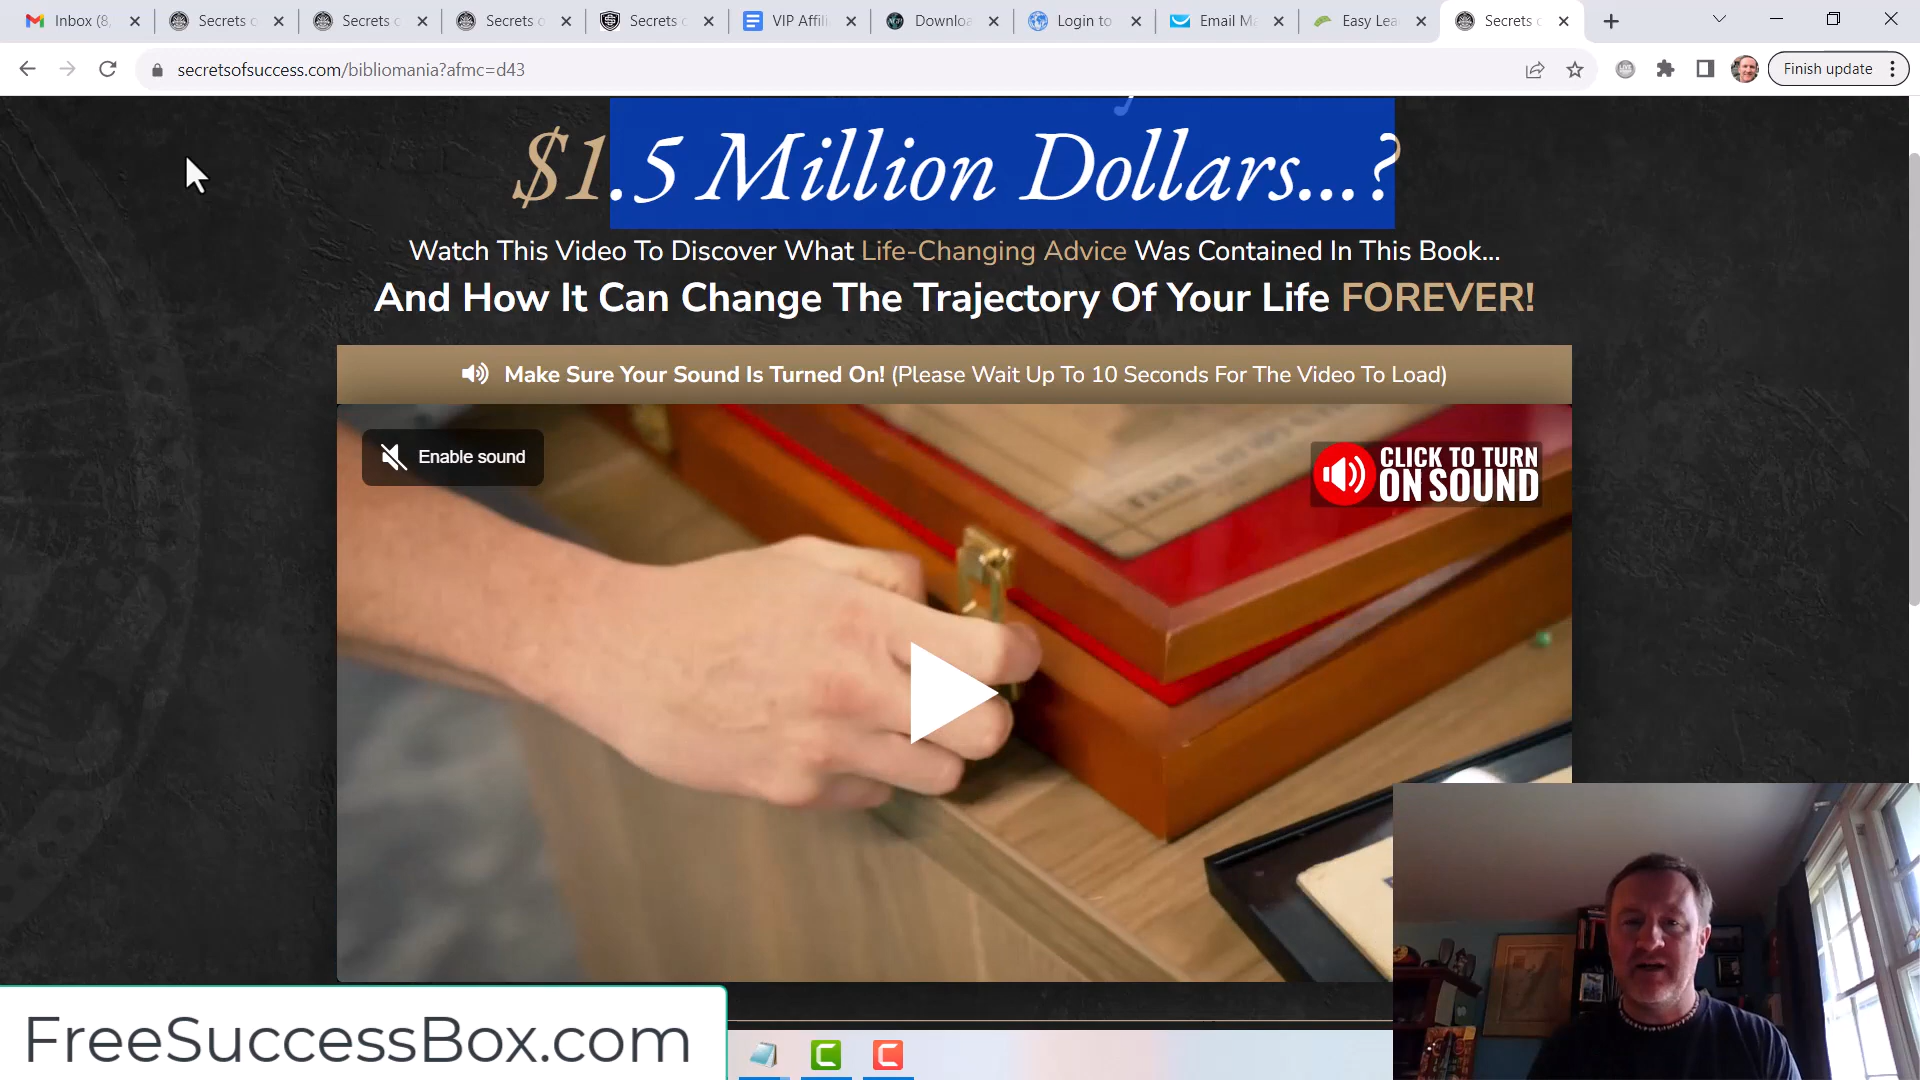 Inbox (8,
Secrets o
Secrets o
Secrets o
Secrets o
VIP Affili
Downloa
Login to
Email Ma
Easy Lea
Secrets o
secretsofsuccess.com/bibliomania?afmc=d43
Finish update
$1.5 Million Dollars...?
Watch This Video To Discover What Life-Changing Advice Was Contained In This Book...
And How It Can Change The Trajectory Of Your Life FOREVER!
Make Sure Your Sound Is Turned On! (Please Wait Up To 10 Seconds For The Video To Load)
Enable sound
CLICK TO TURN
ON SOUND
FreeSuccessBox.com